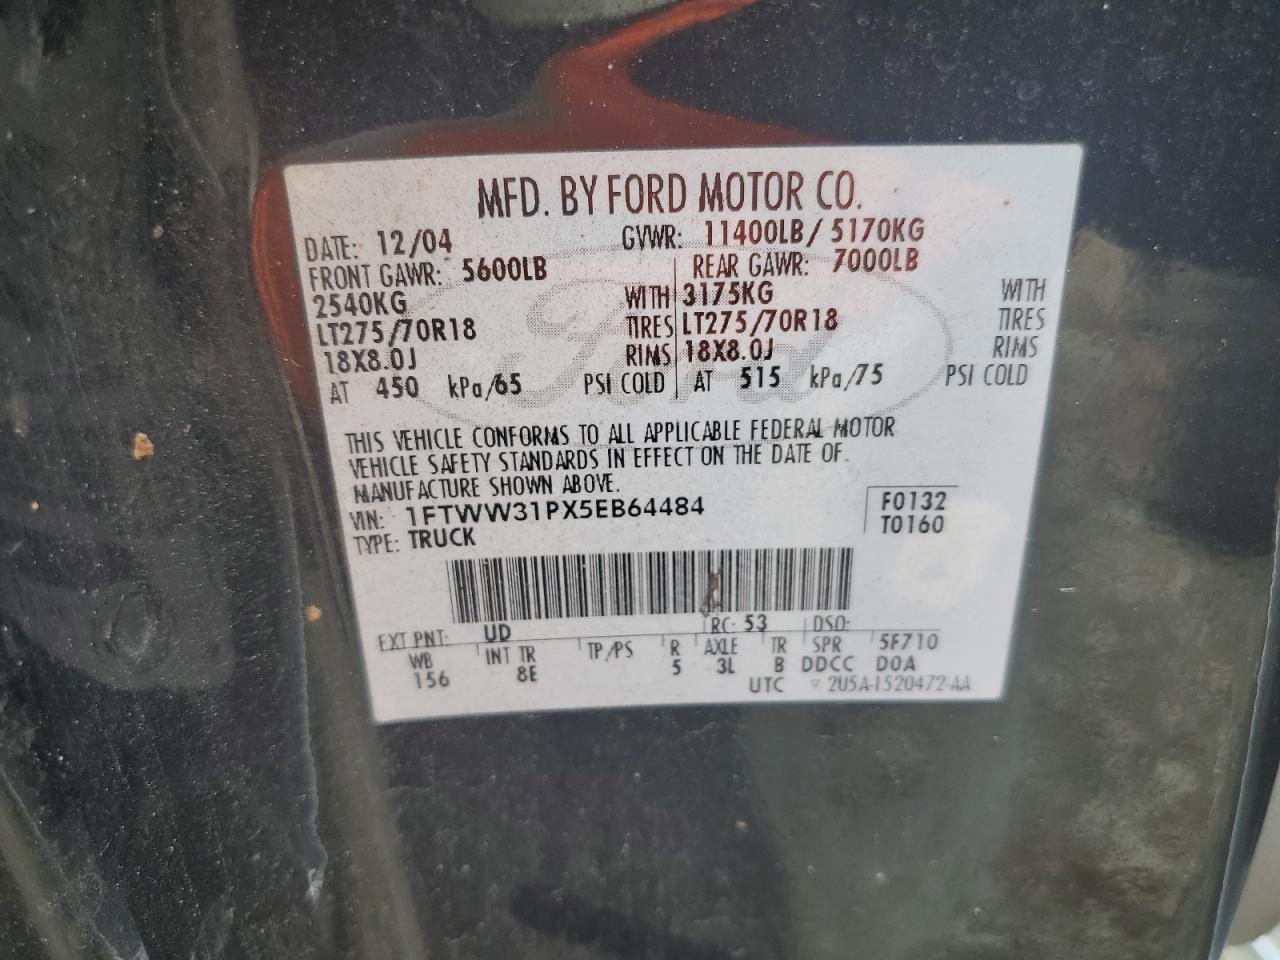 MFD. BY FORD MOTOR CO.
DATE: 12/04 GVWR: 11400LB/ 5170KG
FRONT GAWR: 5600LB REAR GAWR: 7000LB
2540KG WITH 3175KG WITH
LT275/70R18 TIRES LT275/70R18 TIRES
18X8.0J RIMS 18X8.0J RIMS
AT 450 kPa/65 PSI COLD AT 515 kPa/75 PSI COLD
Ford
THIS VEHICLE CONFORMS TO ALL APPLICABLE FEDERAL MOTOR
VEHICLE SAFETY STANDARDS IN EFFECT ON THE DATE OF
MANUFACTURE SHOWN ABOVE.
VIN: 1FTWW31PX5EB64484 F0132
TYPE: TRUCK T0160
EXT PNT: UD RC: 53 DSO:
WB INT TR TP/PS R AXLE TR SPR 5F710
156 8E 5 3L B DDCC DOA
UTC ▽ 2U5A-1520472-AA